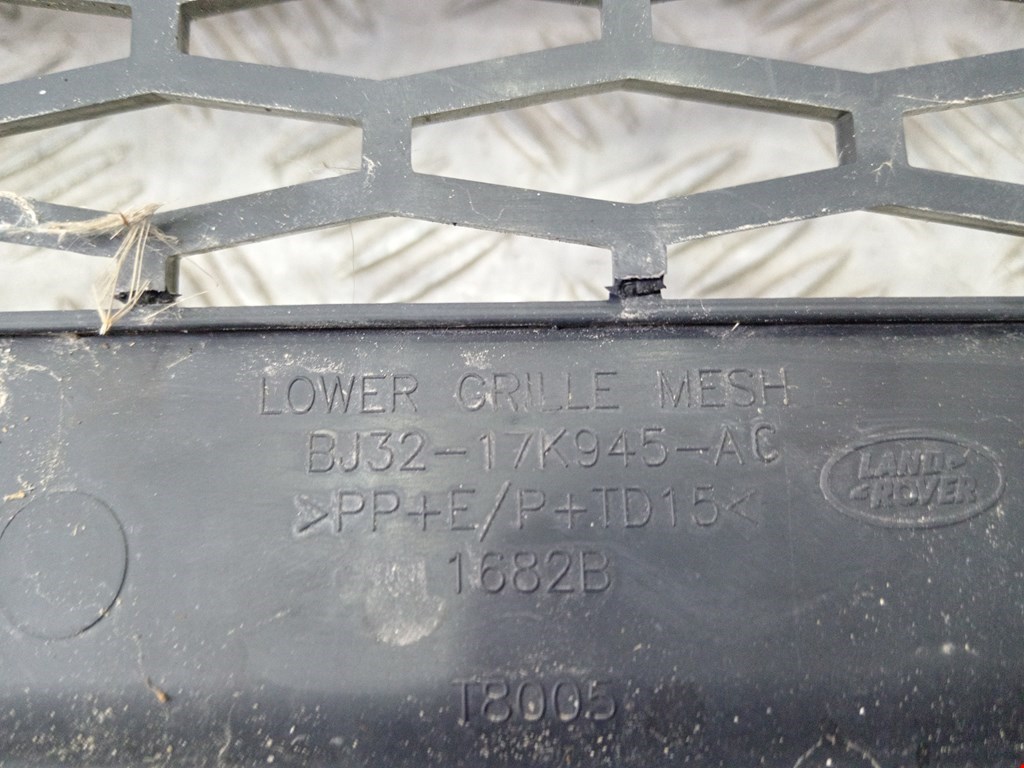 LOWER GRILLE MESH
BJ32-17K945-AC
>PP+E/P+TD15<
1682B
T8005
LAND
ROVER